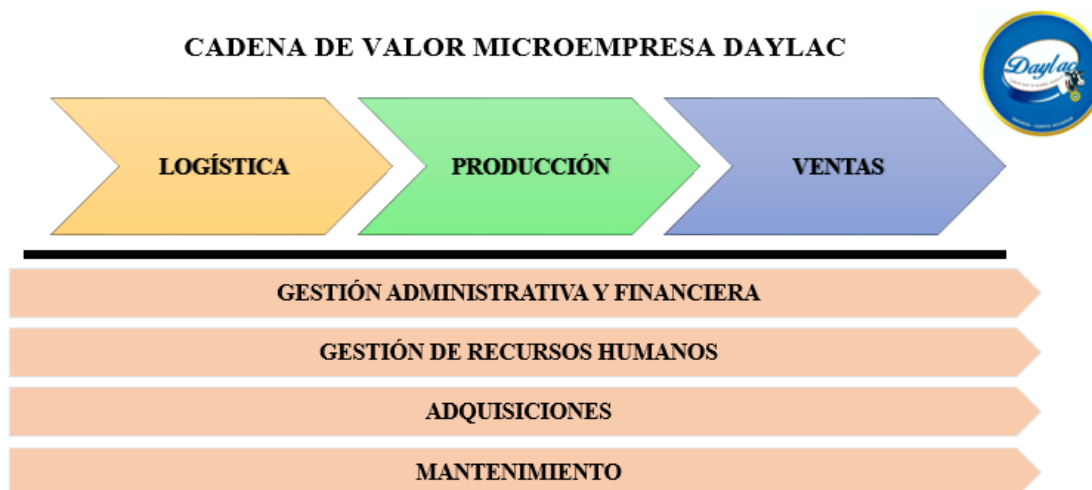 CADENA DE VALOR MICROEMPRESA DAYLAC
Daylac
LOGÍSTICA
PRODUCCIÓN
VENTAS
GESTIÓN ADMINISTRATIVA Y FINANCIERA
GESTIÓN DE RECURSOS HUMANOS
ADQUISICIONES
MANTENIMIENTO